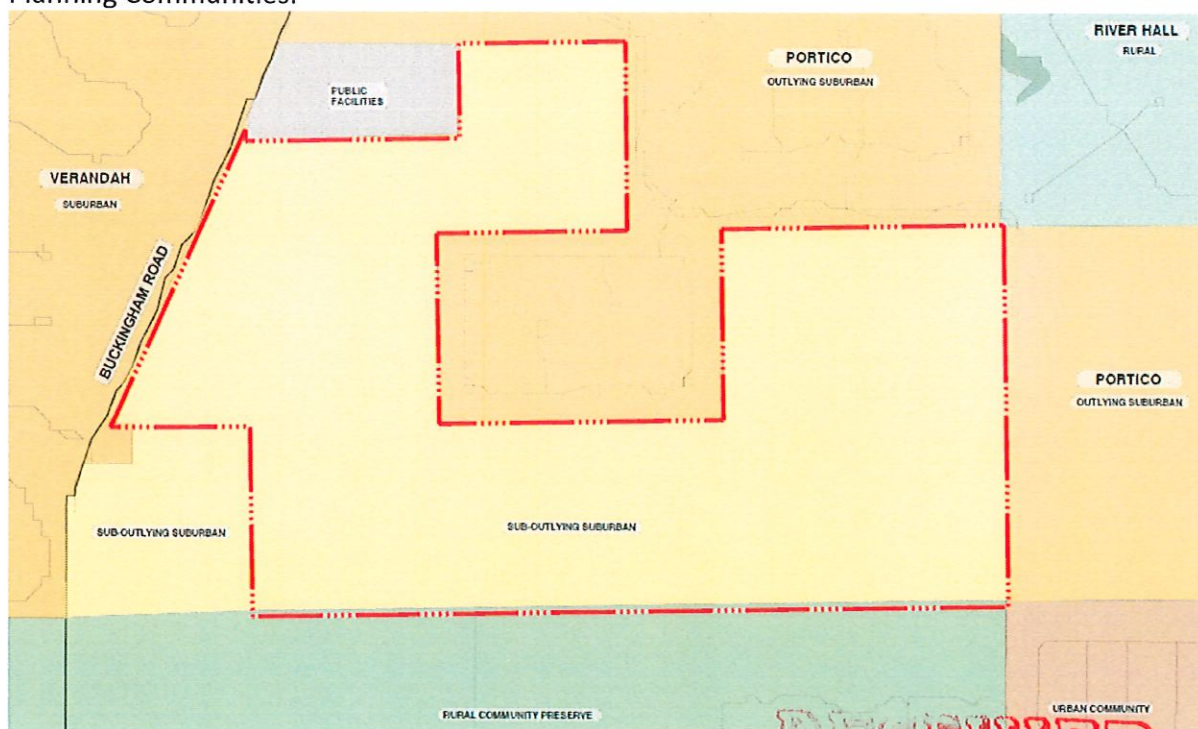 Planning Communities.
RIVER HALL
RURAL
PORTICO
OUTLYING SUBURBAN
PUBLIC
FACILITIES
VERANDAH
SUBURBAN
BUCKINGHAM ROAD
PORTICO
OUTLYING SUBURBAN
SUB-OUTLYING SUBURBAN
SUB-OUTLYING SUBURBAN
RURAL COMMUNITY PRESERVE
URBAN COMMUNITY